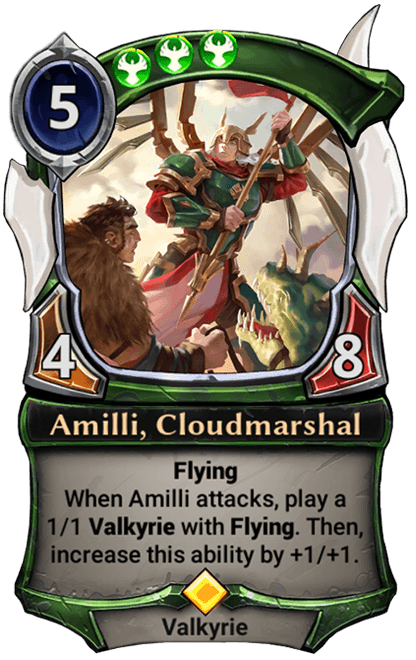 5
4
8
Amilli, Cloudmarshal
Flying
When Amilli attacks, play a
1/1 Valkyrie with Flying. Then,
increase this ability by +1/+1.
Valkyrie